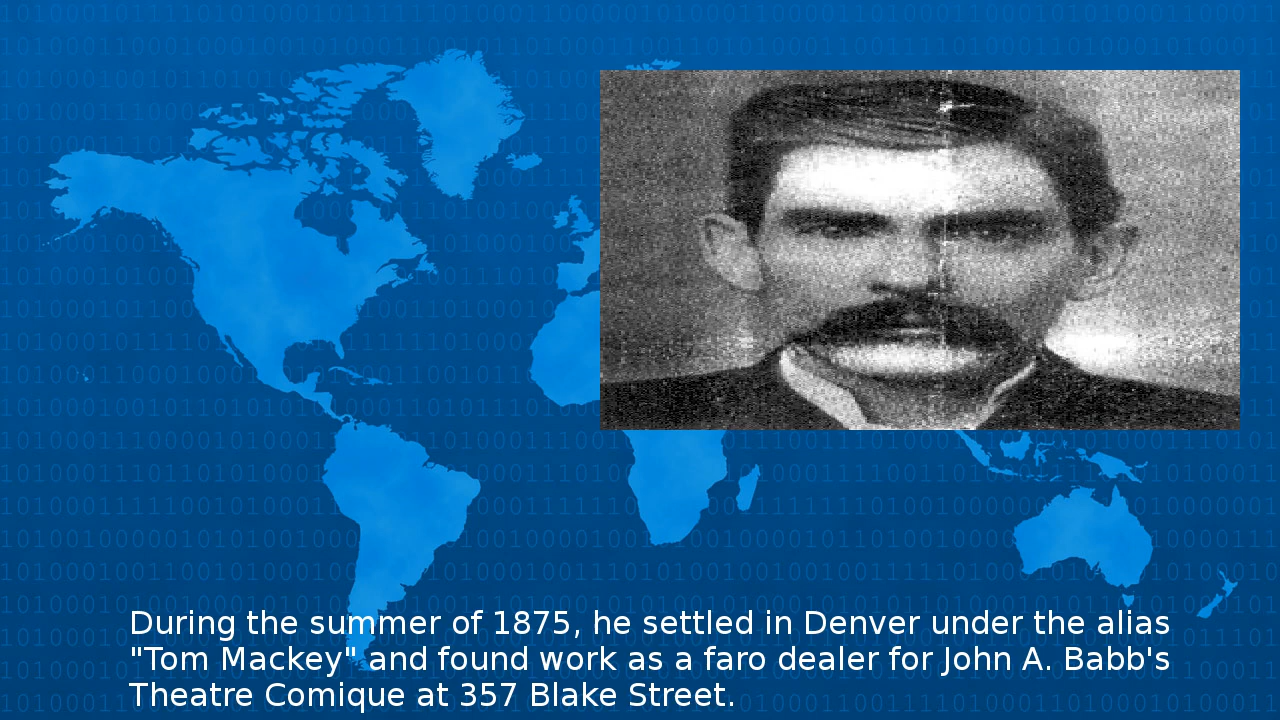 During the summer of 1875, he settled in Denver under the alias
"Tom Mackey" and found work as a faro dealer for John A. Babb's
Theatre Comique at 357 Blake Street.